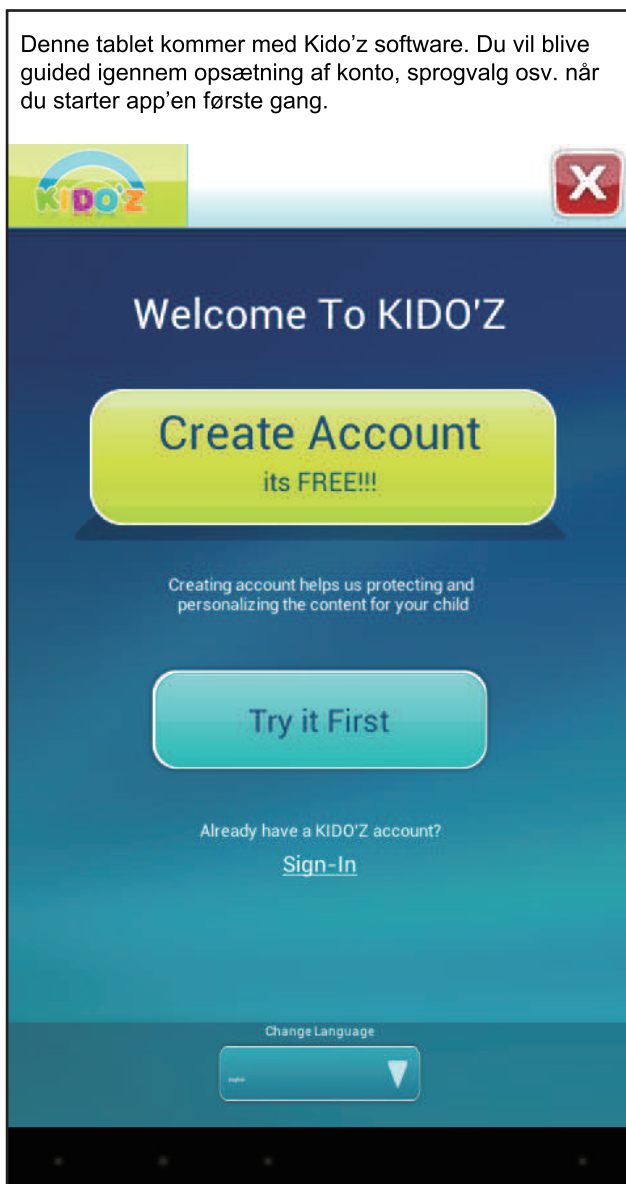 Denne tablet kommer med Kido’z software. Du vil blive
guided igennem opsætning af konto, sprogvalg osv. når
du starter app’en første gang.
KIDO'Z
X
Welcome To KIDO'Z
Create Account
its FREE!!!
Creating account helps us protecting and
personalizing the content for your child
Try it First
Already have a KIDO'Z account?
Sign-In
Change Language
English